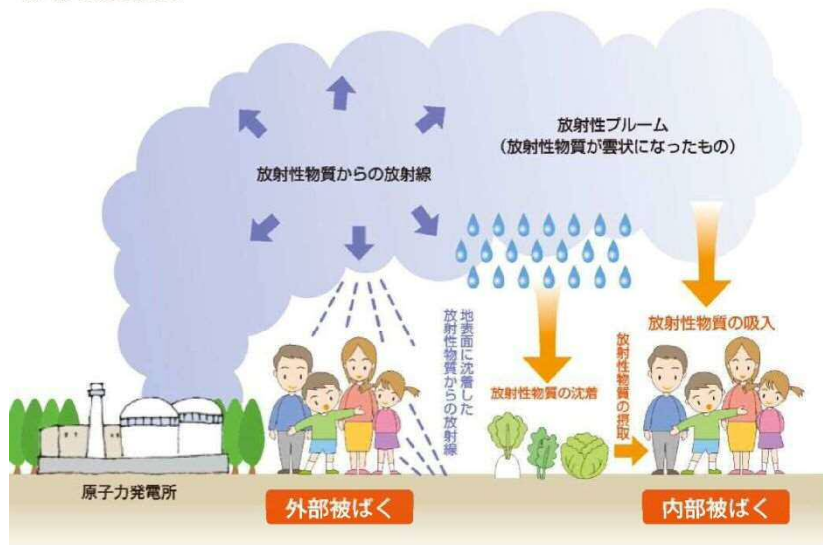 放射性プルーム
（放射性物質が雲状になったもの）
放射性物質からの放射線
地表面に沈着した
放射性物質からの放射線
放射性物質の沈着
放射性物質の吸入
放射性物質の摂取
原子力発電所
外部被ばく
内部被ばく